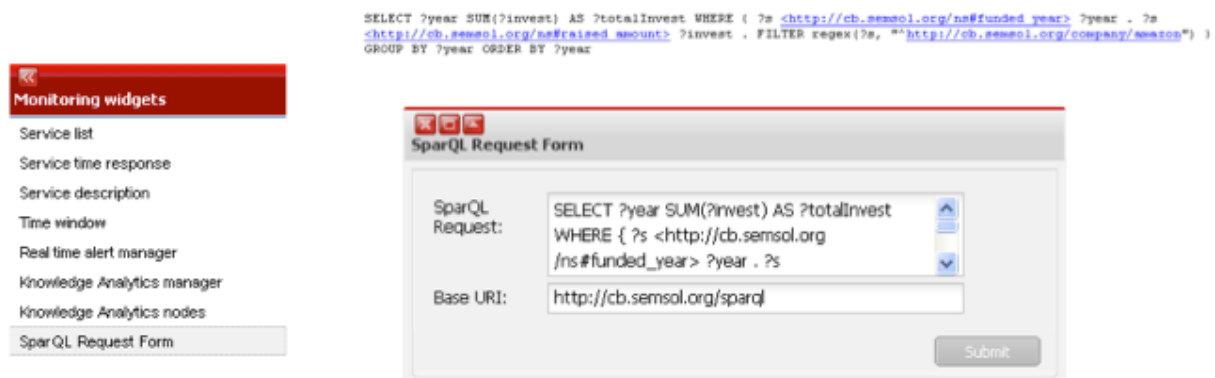 SELECT ?year SUM(?invest) AS ?totalInvest WHERE ( ?s <http://cb.semsol.org/ns#funded_year> ?year . ?s
<http://cb.semsol.org/ns#raised_amount> ?invest . FILTER regex(?s, "^http://cb.semsol.org/company/amazon") )
GROUP BY ?year ORDER BY ?year
Monitoring widgets
Service list
Service time response
Service description
Time window
Real time alert manager
Knowledge Analytics manager
Knowledge Analytics nodes
SparQL Request Form
SparQL Request Form
SparQL
Request:
SELECT ?year SUM(?invest) AS ?totalInvest
WHERE { ?s <http://cb.semsol.org
/ns#funded_year> ?year . ?s
Base URI:
http://cb.semsol.org/sparql
Submit